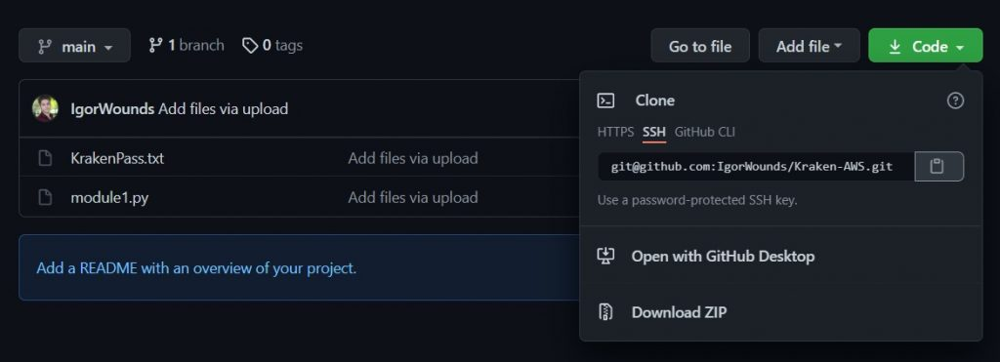 main
1 branch
0 tags
Go to file
Add file
Code
IgorWounds Add files via upload
KrakenPass.txt Add files via upload
module1.py Add files via upload
Add a README with an overview of your project.
Clone
HTTPS SSH GitHub CLI
git@github.com:IgorWounds/Kraken-AWS.git
Use a password-protected SSH key.
Open with GitHub Desktop
Download ZIP